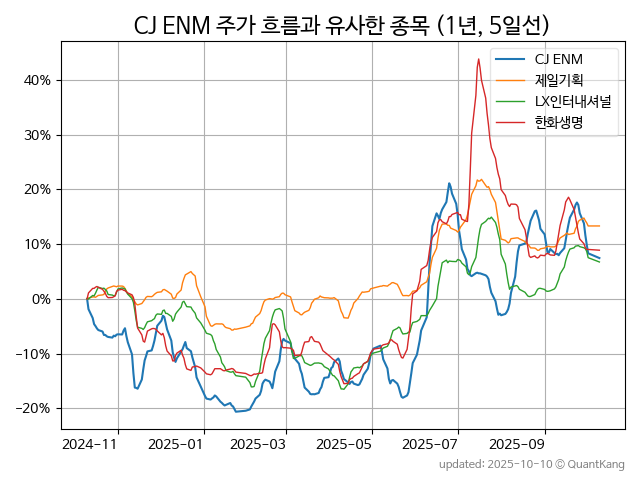 CJ ENM 주가 흐름과 유사한 종목 (1년, 5일선)
CJ ENM
제일기획
LX인터내셔널
한화생명
40%
30%
20%
10%
0%
−10%
−20%
2024-11
2025-01
2025-03
2025-05
2025-07
2025-09
updated: 2025-10-10 © QuantKang